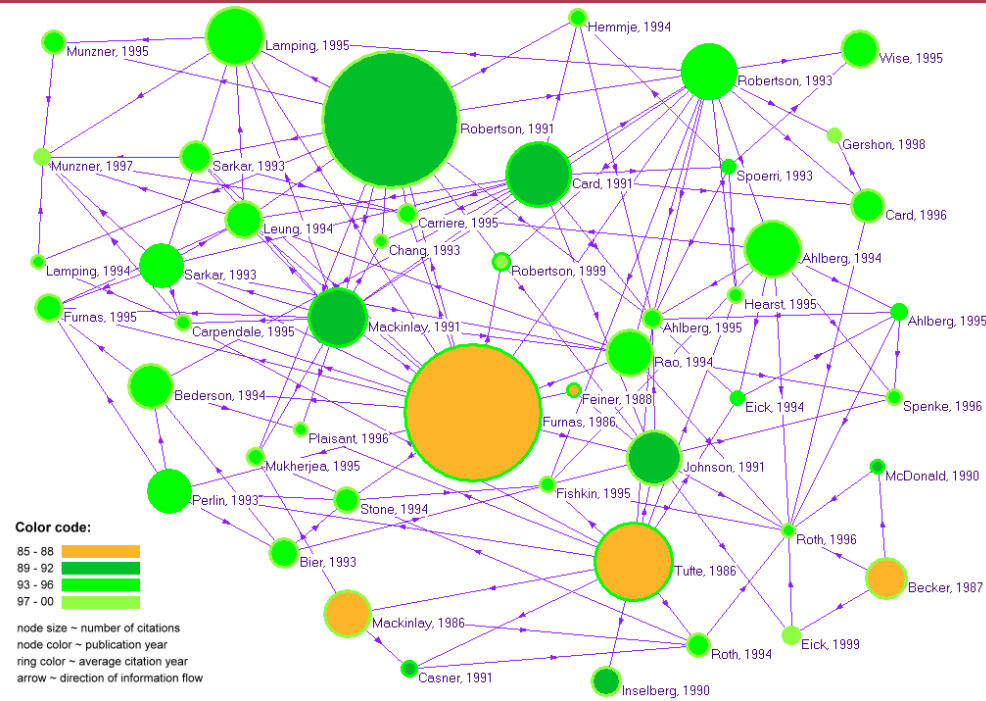 Hemmje, 1994
Munzner, 1995
Lamping, 1995
Wise, 1995
Robertson, 1993
Robertson, 1991
Gershon, 1998
Munzner, 1997
Sarkar, 1993
Card, 1991
Spoerri, 1993
Card, 1996
Carriere, 1995
Leung, 1994
Chang, 1993
Ahlberg, 1994
Lamping, 1994
Sarkar, 1993
Robertson, 1999
Hearst, 1995
Furnas, 1995
Carpendale, 1995
Mackinlay, 1991
Ahlberg, 1995
Ahlberg, 1995
Rao, 1994
Bederson, 1994
Feiner, 1988
Eick, 1994
Spenke, 1996
Furnas, 1986
Plaisant, 1996
Mukherjea, 1995
Johnson, 1991
McDonald, 1990
Perlin, 1993
Stone, 1994
Fishkin, 1995
Roth, 1996
Bier, 1993
Tufte, 1986
Becker, 1987
Mackinlay, 1986
Roth, 1994
Eick, 1999
Casner, 1991
Inselberg, 1990
Color code:
85 - 88
89 - 92
93 - 96
97 - 00
node size ~ number of citations
node color ~ publication year
ring color ~ average citation year
arrow ~ direction of information flow